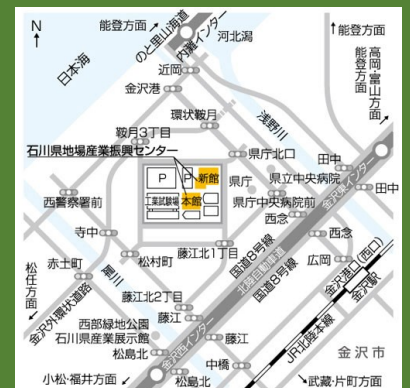 N
能登方面
のと里山海道
内灘インター
河北潟
能登方面
高岡・富山方面
能登方面
日本海
近岡
金沢港
環状鞍月
浅野川
鞍月3丁目
石川県地場産業振興センター
県庁北口
田中
P
P
新館
県庁
県立中央病院
工業試験場
本館
県庁中央病院前
金沢東インター
田中
西警察署前
西念
寺中
藤江北1丁目
国道8号線
西念
松任方面
赤土町
松村町
犀川
北陸自動車道
国道8号線
広岡
金沢港口(西口)
金沢駅
金沢外環状道路
藤江北2丁目
西部緑地公園
石川県産業展示館
藤江
藤江
JR北陸本線
松島北
金沢西インター
金沢市
小松・福井方面
松島北
中橋
武蔵・片町方面